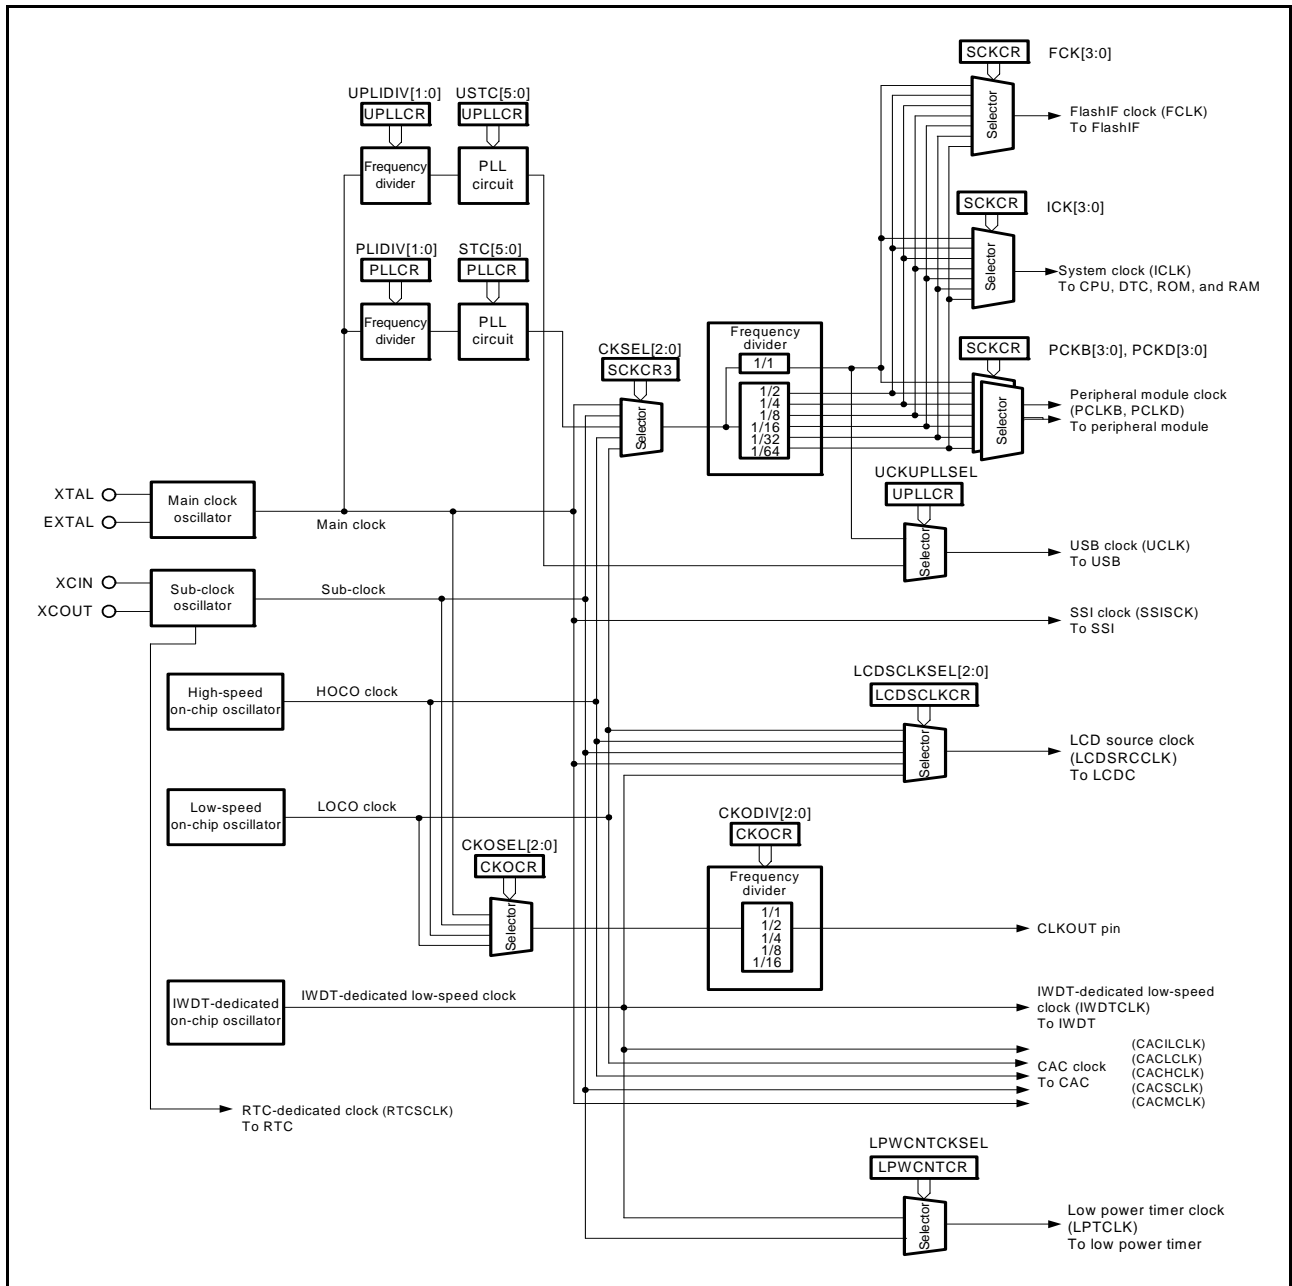 SCKCR FCK[3:0]
Selector
FlashIF clock (FCLK)
To FlashIF
UPLIDIV[1:0] USTC[5:0]
UPLLCR UPLLCR
Frequency
divider
PLL
circuit
SCKCR ICK[3:0]
Selector
System clock (ICLK)
To CPU, DTC, ROM, and RAM
PLIDIV[1:0] STC[5:0]
PLLCR PLLCR
Frequency
divider
PLL
circuit
CKSEL[2:0]
SCKCR3
Selector
Frequency
divider
1/1
1/2
1/4
1/8
1/16
1/32
1/64
SCKCR PCKB[3:0], PCKD[3:0]
Selector
Peripheral module clock
(PCLKB, PCLKD)
To peripheral module
UCKUPLLSEL
UPLLCR
Selector
USB clock (UCLK)
To USB
XTAL
EXTAL
Main clock
oscillator
Main clock
XCIN
XCOUT
Sub-clock
oscillator
Sub-clock
SSI clock (SSISCK)
To SSI
High-speed
on-chip oscillator
HOCO clock
LCDSCLKSEL[2:0]
LCDSCLKCR
Selector
LCD source clock
(LCDSRCCLK)
To LCDC
Low-speed
on-chip oscillator
LOCO clock
CKOSEL[2:0]
CKOCR
Selector
CKODIV[2:0]
CKOCR
Frequency
divider
1/1
1/2
1/4
1/8
1/16
CLKOUT pin
IWDT-dedicated
on-chip oscillator
IWDT-dedicated low-speed clock
IWDT-dedicated low-speed
clock (IWDTCLK)
To IWDT
CAC clock
To CAC
(CACILCLK)
(CACLCLK)
(CACHCLK)
(CACSCLK)
(CACMCLK)
RTC-dedicated clock (RTCSCLK)
To RTC
LPWCNTCKSEL
LPWCNTCR
Selector
Low power timer clock
(LPTCLK)
To low power timer